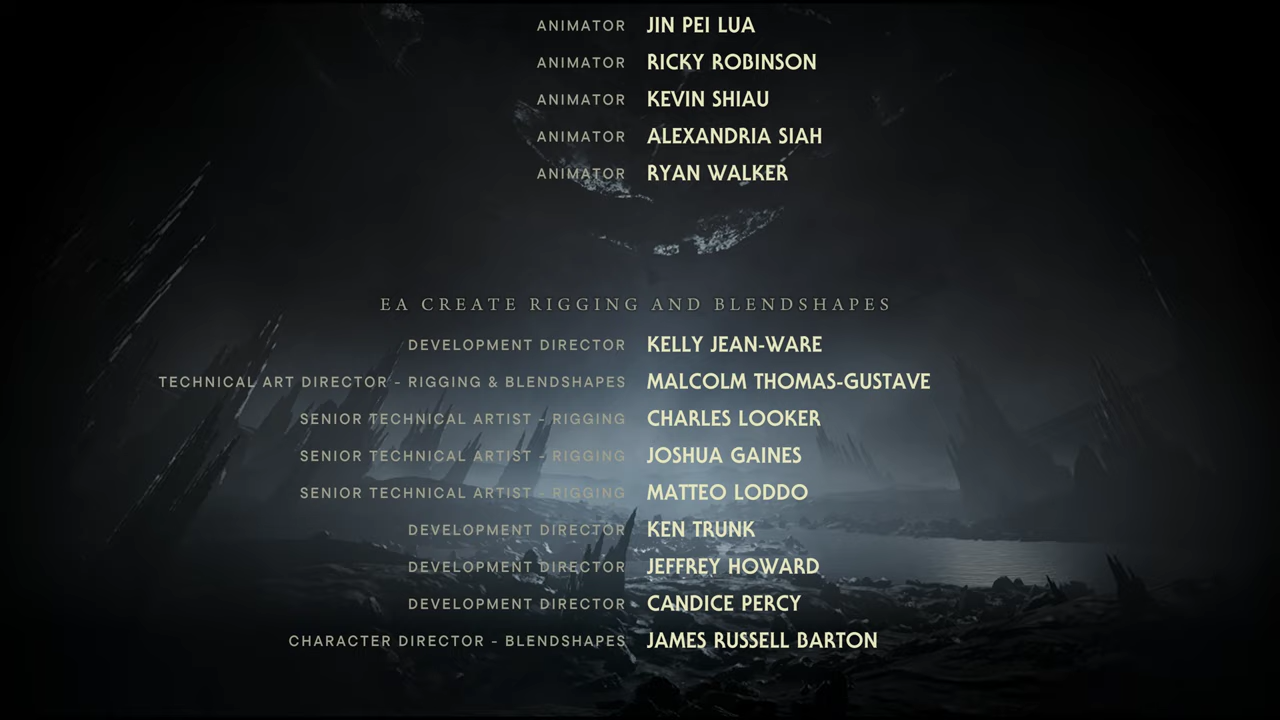 ANIMATOR JIN PEI LUA
ANIMATOR RICKY ROBINSON
ANIMATOR KEVIN SHIAU
ANIMATOR ALEXANDRIA SIAH
ANIMATOR RYAN WALKER
EA CREATE RIGGING AND BLENDSHAPES
DEVELOPMENT DIRECTOR KELLY JEAN-WARE
TECHNICAL ART DIRECTOR - RIGGING & BLENDSHAPES MALCOLM THOMAS-GUSTAVE
SENIOR TECHNICAL ARTIST - RIGGING CHARLES LOOKER
SENIOR TECHNICAL ARTIST - RIGGING JOSHUA GAINES
SENIOR TECHNICAL ARTIST - RIGGING MATTEO LODDO
DEVELOPMENT DIRECTOR KEN TRUNK
DEVELOPMENT DIRECTOR JEFFREY HOWARD
DEVELOPMENT DIRECTOR CANDICE PERCY
CHARACTER DIRECTOR - BLENDSHAPES JAMES RUSSELL BARTON